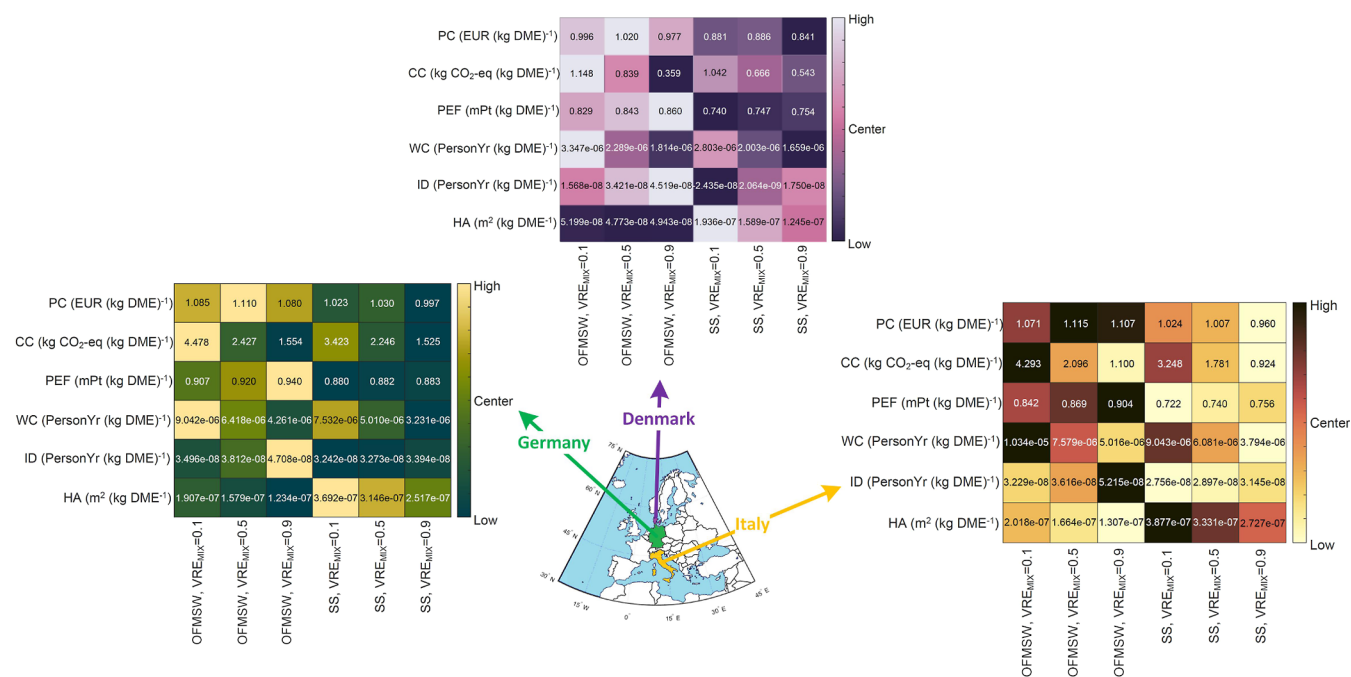 PC (EUR (kg DME)-1) 0.996 1.020 0.977 0.881 0.886 0.841
CC (kg CO2-eq (kg DME)-1) 1.148 0.839 0.359 1.042 0.666 0.543
PEF (mPt (kg DME)-1) 0.829 0.843 0.860 0.740 0.747 0.754
WC (PersonYr (kg DME)-1) 3.347e-06 2.289e-06 1.814e-06 2.803e-06 2.003e-06 1.659e-06
ID (PersonYr (kg DME)-1) 1.568e-08 3.421e-08 4.519e-08 -2.435e-08 2.064e-09 1.750e-08
HA (m2 (kg DME-1) 5.199e-08 4.773e-08 4.943e-08 1.936e-07 1.589e-07 1.245e-07
OFMSW, VREMIX=0.1
OFMSW, VREMIX=0.5
OFMSW, VREMIX=0.9
SS, VREMIX=0.1
SS, VREMIX=0.5
SS, VREMIX=0.9
High
Center
Low
PC (EUR (kg DME)-1) 1.085 1.110 1.080 1.023 1.030 0.997
CC (kg CO2-eq (kg DME)-1) 4.478 2.427 1.554 3.423 2.246 1.525
PEF (mPt (kg DME)-1) 0.907 0.920 0.940 0.880 0.882 0.883
WC (PersonYr (kg DME)-1) 9.042e-06 6.418e-06 4.261e-06 7.532e-06 5.010e-06 3.231e-06
ID (PersonYr (kg DME)-1) 3.496e-08 3.812e-08 4.708e-08 3.242e-08 3.273e-08 3.394e-08
HA (m2 (kg DME)-1 1.907e-07 1.579e-07 1.234e-07 3.692e-07 3.146e-07 2.517e-07
OFMSW, VREMIX=0.1
OFMSW, VREMIX=0.5
OFMSW, VREMIX=0.9
SS, VREMIX=0.1
SS, VREMIX=0.5
SS, VREMIX=0.9
High
Center
Low
Germany
Denmark
Italy
75° N
60° N
45° N
30° N
15° W
0°
15° E
30° E
45° E
PC (EUR (kg DME)-1) 1.071 1.115 1.107 1.024 1.007 0.960
CC (kg CO2-eq (kg DME)-1) 4.293 2.096 1.100 3.248 1.781 0.924
PEF (mPt (kg DME)-1) 0.842 0.869 0.904 0.722 0.740 0.756
WC (PersonYr (kg DME)-1) 1.034e-05 7.579e-06 5.016e-06 9.043e-06 6.081e-06 3.794e-06
ID (PersonYr (kg DME)-1) 3.229e-08 3.616e-08 5.215e-08 2.756e-08 2.897e-08 3.145e-08
HA (m2 (kg DME-1) 2.018e-07 1.664e-07 1.307e-07 3.877e-07 3.331e-07 2.727e-07
OFMSW, VREMIX=0.1
OFMSW, VREMIX=0.5
OFMSW, VREMIX=0.9
SS, VREMIX=0.1
SS, VREMIX=0.5
SS, VREMIX=0.9
High
Center
Low